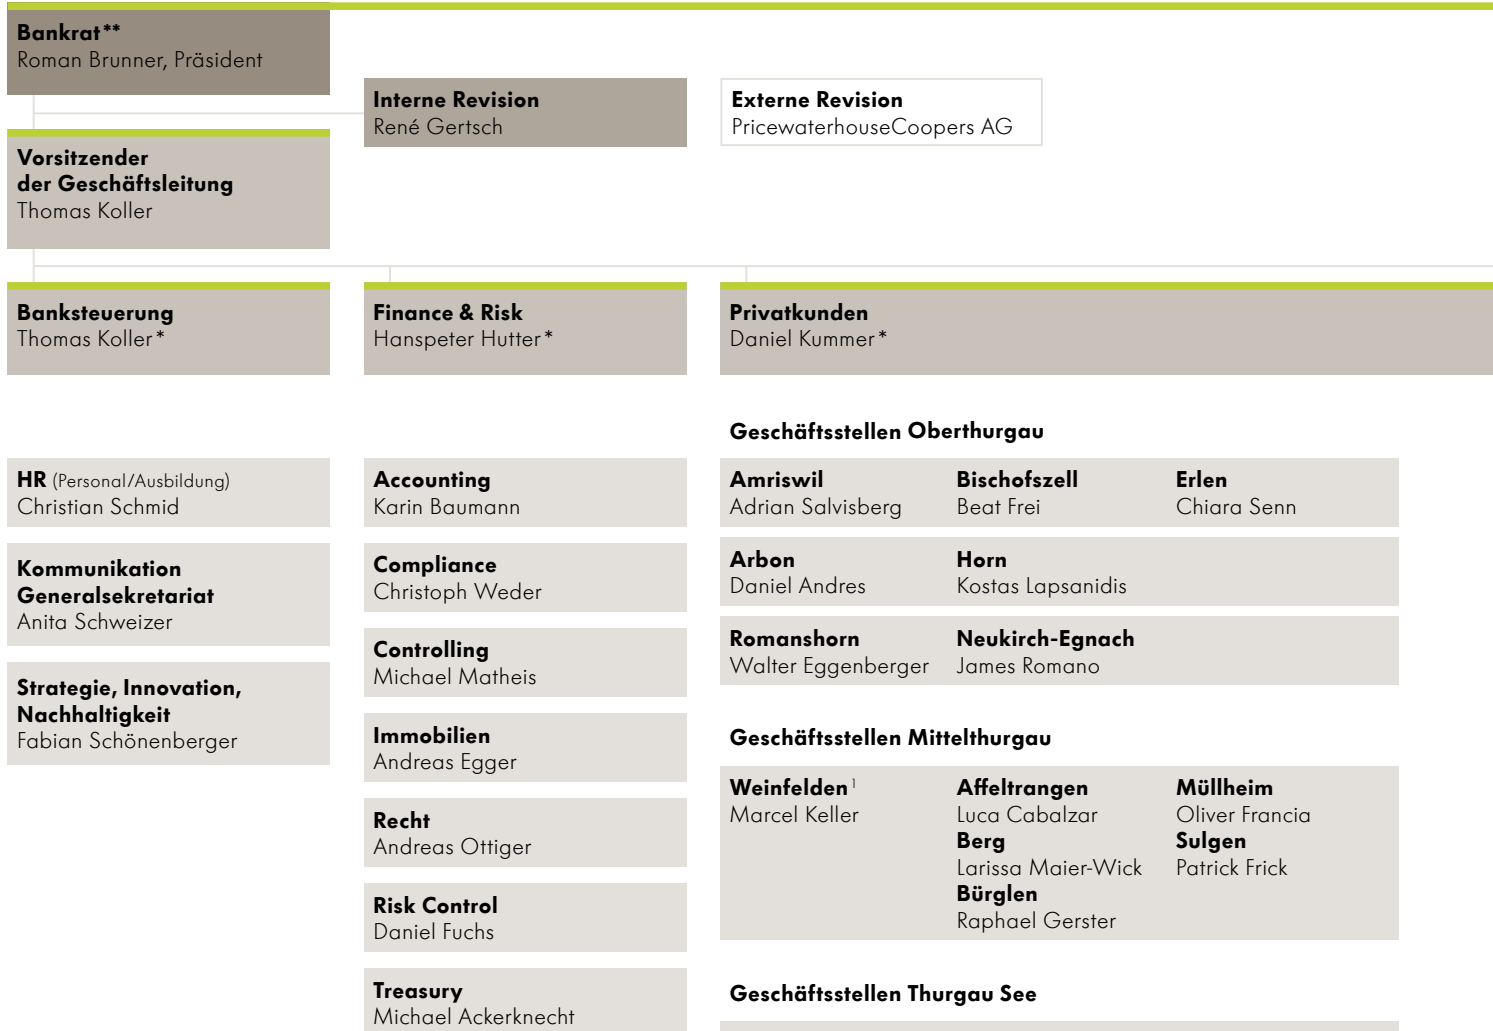 Bankrat**
Roman Brunner, Präsident
Interne Revision
René Gertsch
Externe Revision
PricewaterhouseCoopers AG
Vorsitzender
der Geschäftsleitung
Thomas Koller
Banksteuerung
Thomas Koller*
Finance & Risk
Hanspeter Hutter*
Privatkunden
Daniel Kummer*
HR (Personal/Ausbildung)
Christian Schmid
Kommunikation
Generalsekretariat
Anita Schweizer
Strategie, Innovation,
Nachhaltigkeit
Fabian Schönenberger
Accounting
Karin Baumann
Compliance
Christoph Weder
Controlling
Michael Matheis
Immobilien
Andreas Egger
Recht
Andreas Ottiger
Risk Control
Daniel Fuchs
Treasury
Michael Ackerknecht
Geschäftsstellen Oberthurgau
Amriswil
Adrian Salvisberg
Bischofszell
Beat Frei
Erlen
Chiara Senn
Arbon
Daniel Andres
Horn
Kostas Lapsanidis
Romanshorn
Walter Eggenberger
Neukirch-Egnach
James Romano
Geschäftsstellen Mittelthurgau
Weinfelden¹
Marcel Keller
Affeltrangen
Luca Cabalzar
Berg
Larissa Maier-Wick
Bürglen
Raphael Gerster
Müllheim
Oliver Francia
Sulgen
Patrick Frick
Geschäftsstellen Thurgau See